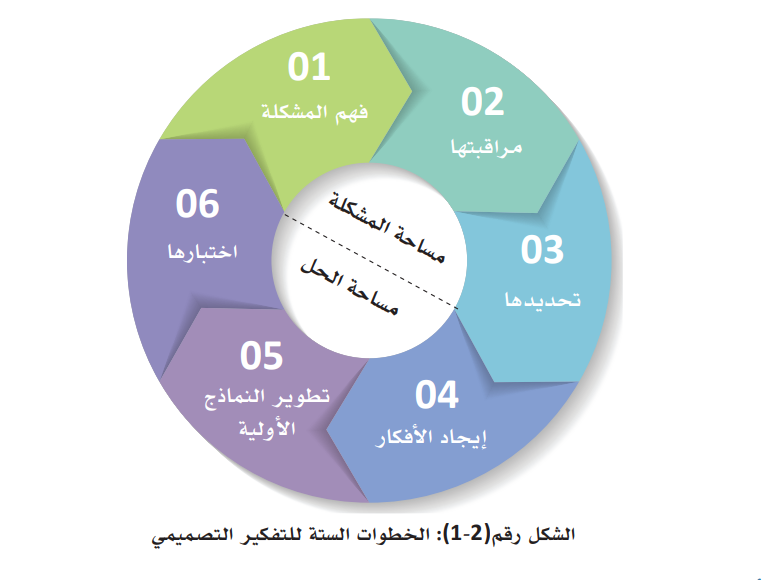 01
فهم المشكلة
02
مراقبتها
03
تحديدها
04
إيجاد الأفكار
05
تطوير النماذج
الأولية
06
اختبارها
مساحة المشكلة
مساحة الحل
الشكل رقم(2-1): الخطوات الستة للتفكير التصميمي